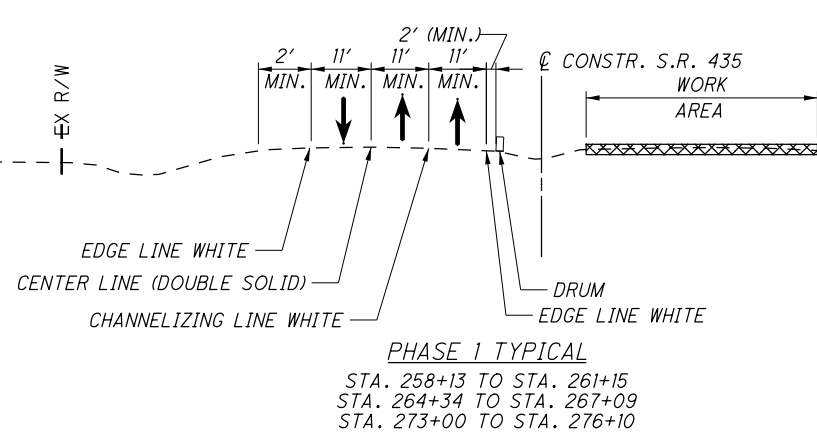 2' (MIN.)
2' 11' 11' 11'
MIN. MIN. MIN. MIN.
EX R/W
℄ CONSTR. S.R. 435
WORK
AREA
EDGE LINE WHITE
CENTER LINE (DOUBLE SOLID)
CHANNELIZING LINE WHITE
DRUM
EDGE LINE WHITE
PHASE 1 TYPICAL
STA. 258+13 TO STA. 261+15
STA. 264+34 TO STA. 267+09
STA. 273+00 TO STA. 276+10